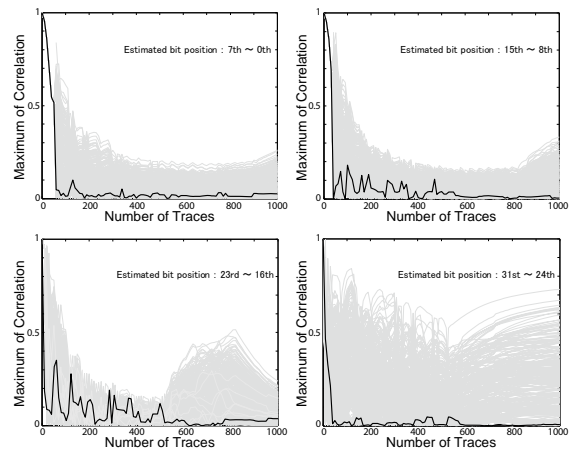 1
Estimated bit position : 7th ～ 0th
0.5
Maximum of Correlation
0
0 200 400 600 800 1000
Number of Traces
1
Estimated bit position : 15th ～ 8th
0.5
Maximum of Correlation
0
0 200 400 600 800 1000
Number of Traces
1
Estimated bit position : 23rd ～ 16th
0.5
Maximum of Correlation
0
0 200 400 600 800 1000
Number of Traces
1
Estimated bit position : 31st ～ 24th
0.5
Maximum of Correlation
0
0 200 400 600 800 1000
Number of Traces